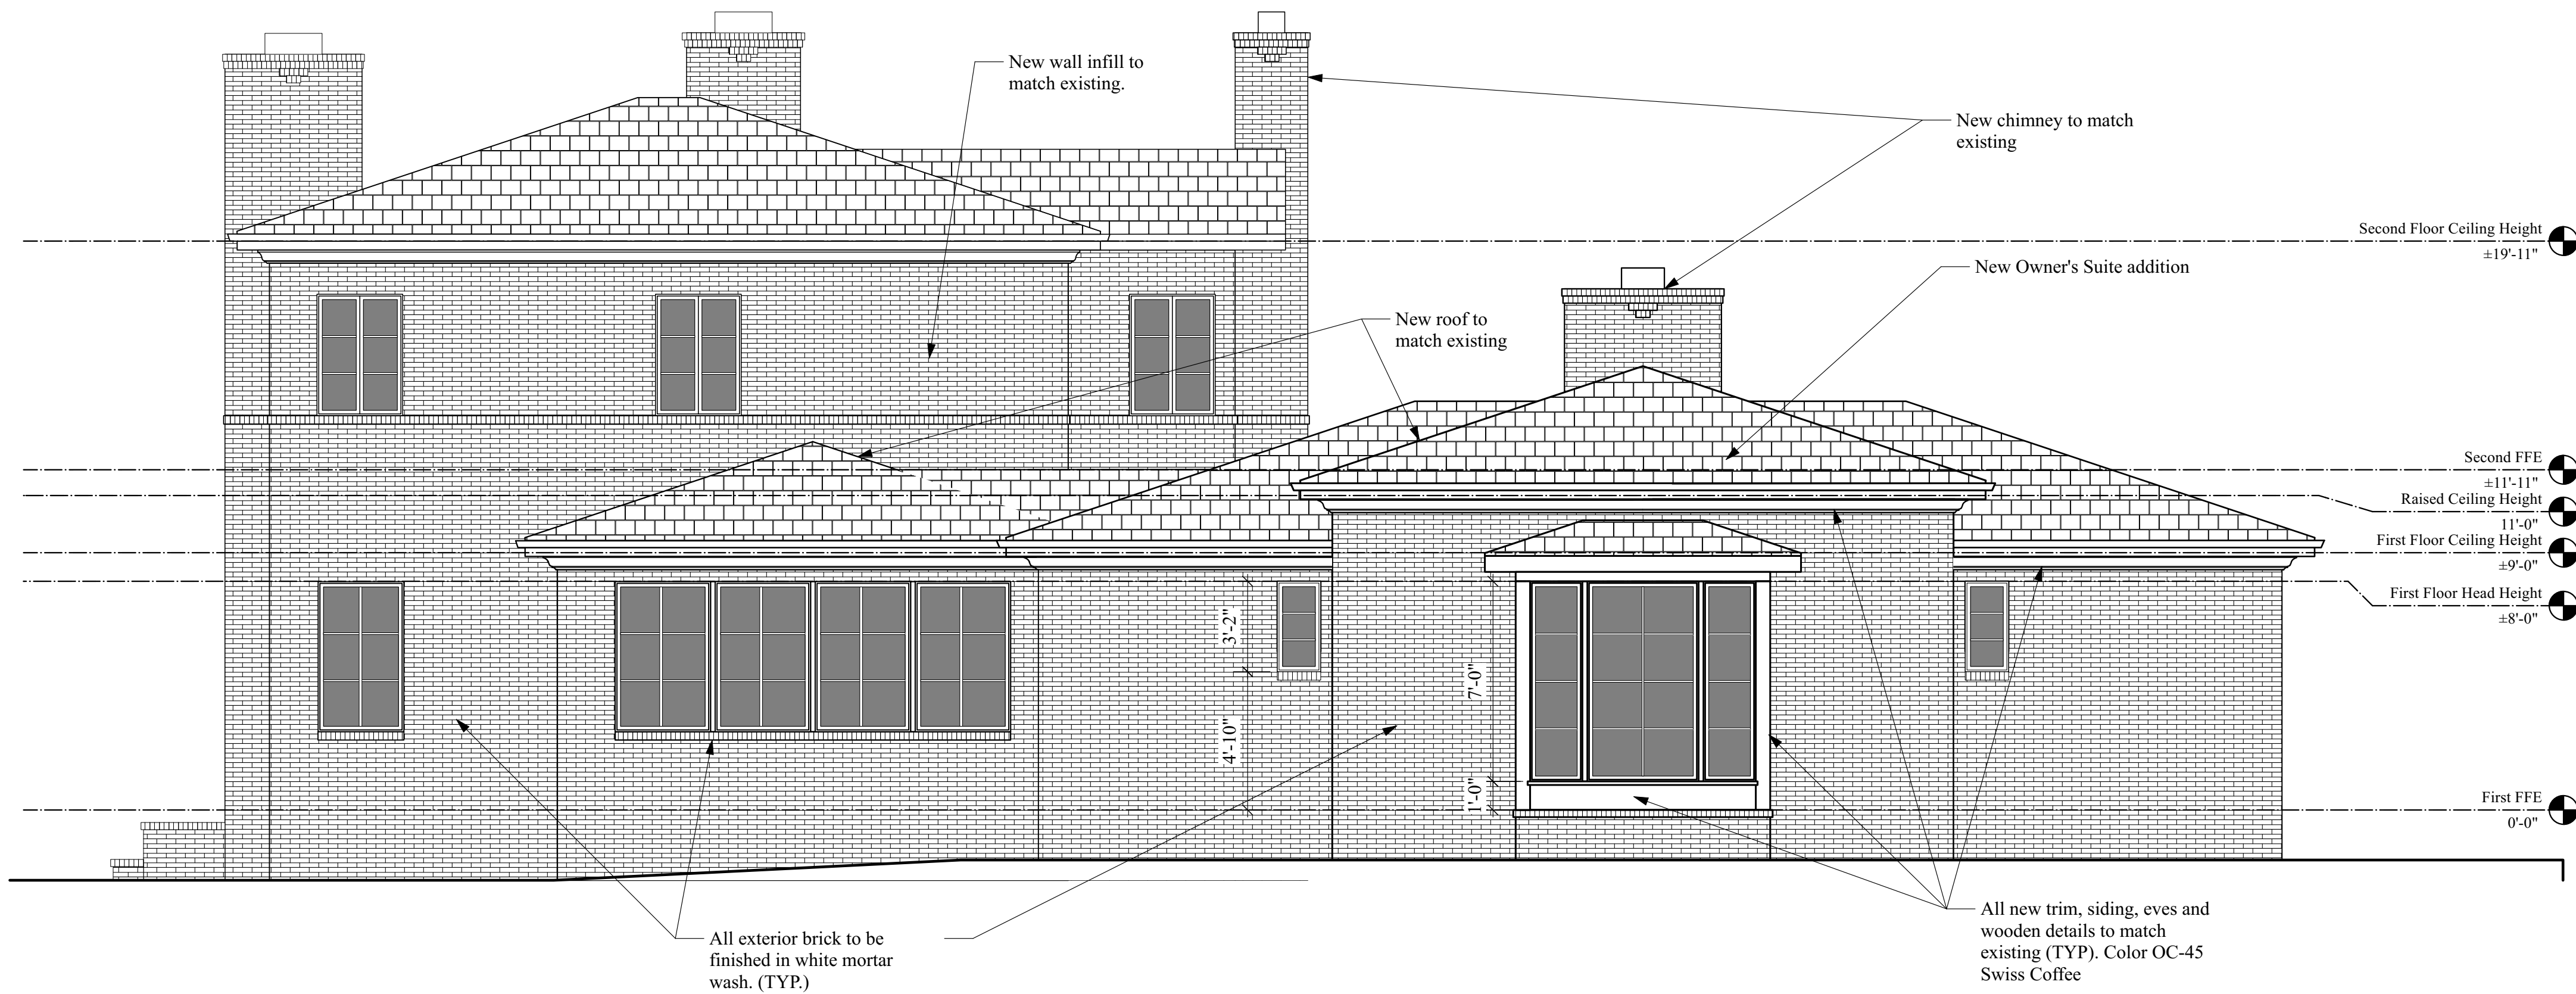 New wall infill to
match existing.
New chimney to match
existing
Second Floor Ceiling Height
±19'-11"
New Owner's Suite addition
New roof to
match existing
Second FFE
±11'-11"
Raised Ceiling Height
11'-0"
First Floor Ceiling Height
±9'-0"
First Floor Head Height
±8'-0"
3'-2"
7'-0"
4'-10"
1'-0"
First FFE
0'-0"
All exterior brick to be
finished in white mortar
wash. (TYP.)
All new trim, siding, eves and
wooden details to match
existing (TYP). Color OC-45
Swiss Coffee